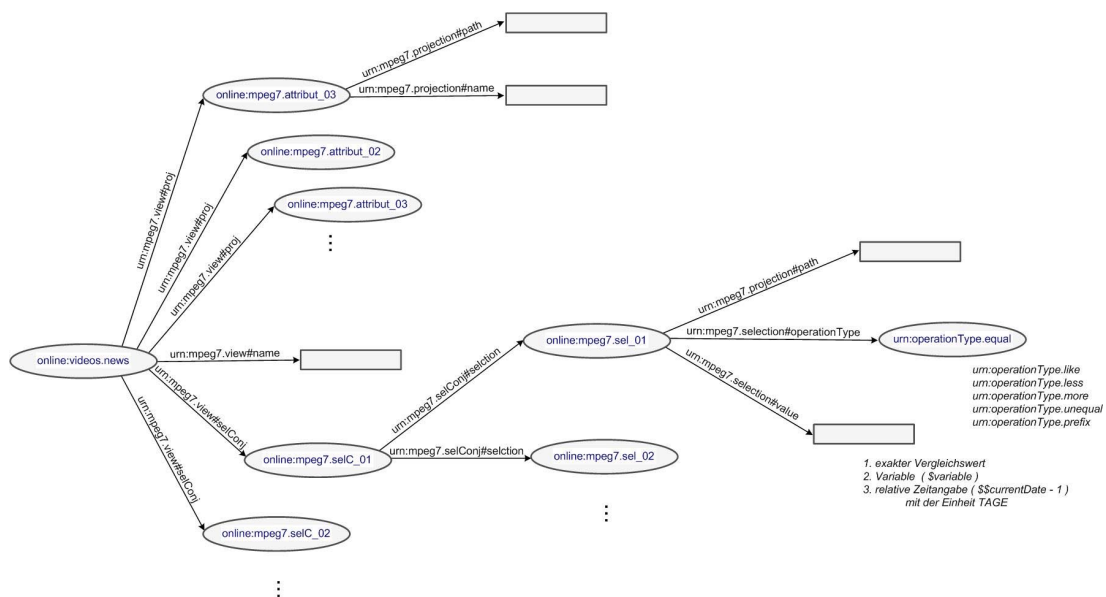 urn:mpeg7.projection#path
online:mpeg7.attribut_03
urn:mpeg7.projection#name
urn:mpeg7.view#proj
online:mpeg7.attribut_02
urn:mpeg7.view#proj
online:mpeg7.attribut_03
urn:mpeg7.view#proj
online:videos.news
urn:mpeg7.view#name
urn:mpeg7.view#selConj
online:mpeg7.selC_01
urn:mpeg7.view#selConj
online:mpeg7.selC_02
urn:mpeg7.selConj#selction
online:mpeg7.sel_01
urn:mpeg7.selConj#selction
online:mpeg7.sel_02
urn:mpeg7.projection#path
urn:mpeg7.selection#operationType
urn:operationType.equal
urn:operationType.like
urn:operationType.less
urn:operationType.more
urn:operationType.unequal
urn:operationType.prefix
urn:mpeg7.selection#value
1. exakter Vergleichswert
2. Variable ( $variable )
3. relative Zeitangabe ( $$currentDate - 1 )
mit der Einheit TAGE